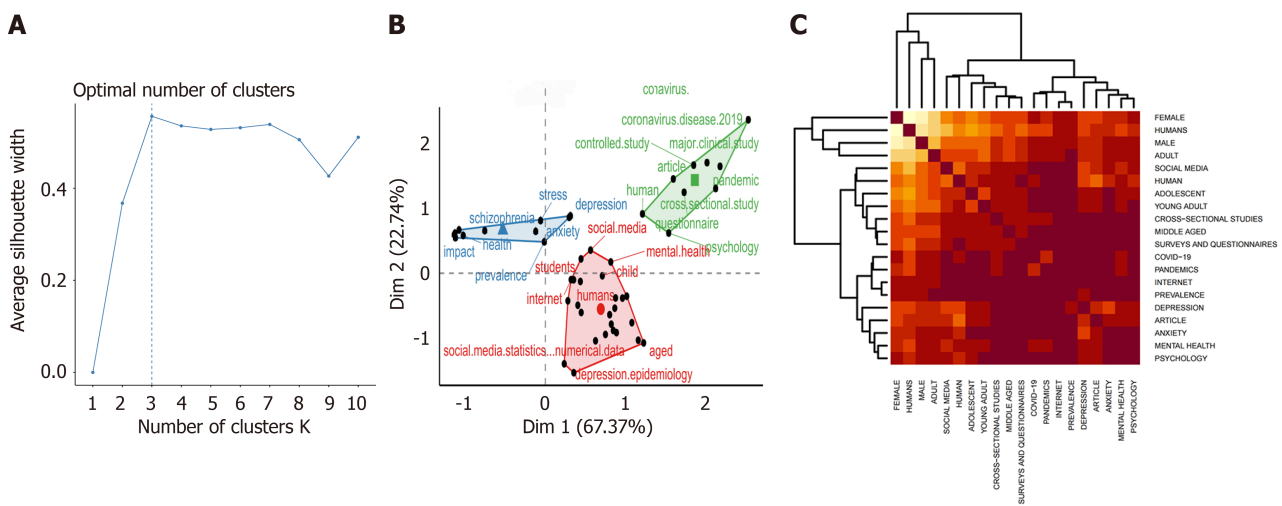 A
Optimal number of clusters
Average silhouette width
0.4
0.2
0.0
1 2 3 4 5 6 7 8 9 10
Number of clusters K
B
Dim 2 (22.74%)
2
1
0
-1
-1 0 1 2
Dim 1 (67.37%)
coronavirus.disease.2019
controlled.study
major.clinical.study
article
pandemic
human
cross.sectional.study
questionnaire
psychology
stress
depression
schizophrenia
anxiety
impact
health
prevalence
social.media
mental.health
students
child
internet
humans
social.media.statistics...numerical.data
aged
depression.epidemiology
C
FEMALE
HUMANS
MALE
ADULT
SOCIAL MEDIA
HUMAN
ADOLESCENT
YOUNG ADULT
CROSS-SECTIONAL STUDIES
MIDDLE AGED
SURVEYS AND QUESTIONNAIRES
COVID-19
PANDEMICS
INTERNET
PREVALENCE
DEPRESSION
ARTICLE
ANXIETY
MENTAL HEALTH
PSYCHOLOGY
FEMALE
HUMANS
MALE
ADULT
SOCIAL MEDIA
HUMAN
ADOLESCENT
YOUNG ADULT
CROSS-SECTIONAL STUDIES
MIDDLE AGED
SURVEYS AND QUESTIONNAIRES
COVID-19
PANDEMICS
INTERNET
PREVALENCE
DEPRESSION
ARTICLE
ANXIETY
MENTAL HEALTH
PSYCHOLOGY